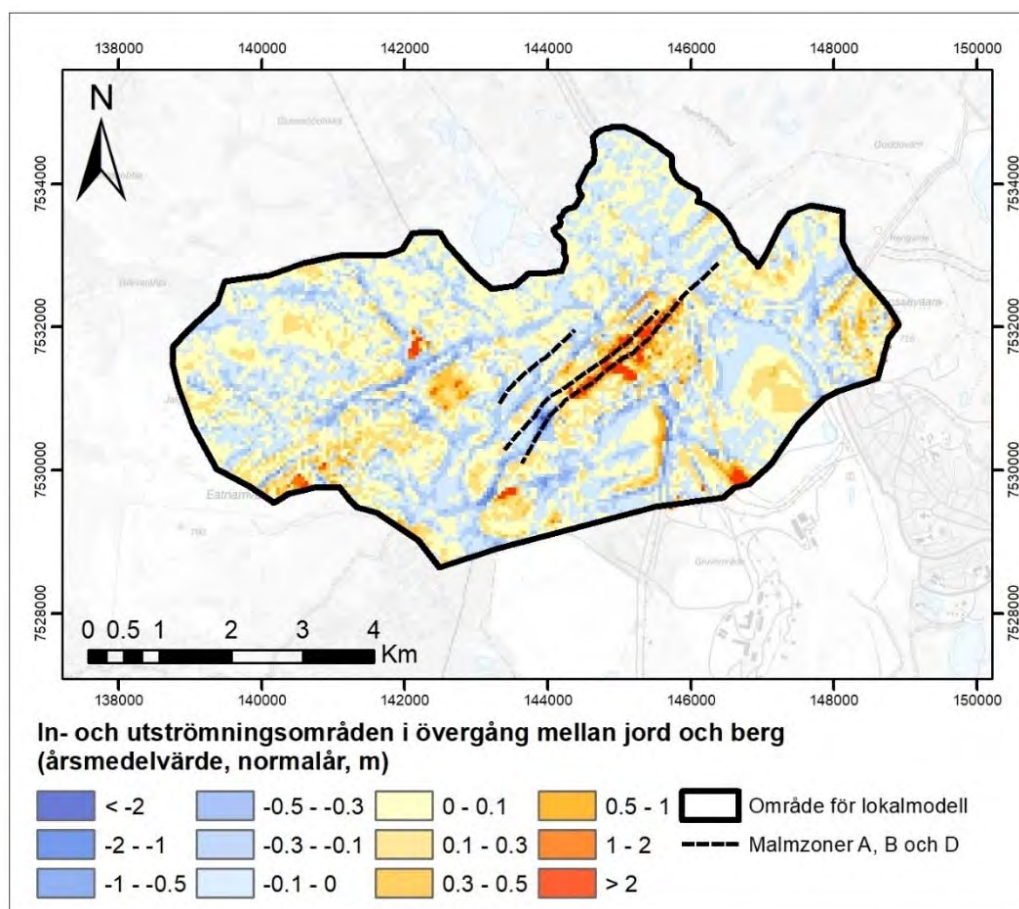 138000 140000 142000 144000 146000 148000 150000
N
7534000 7534000
7532000 7532000
7530000 7530000
7528000 7528000
0 0.5 1 2 3 4
Km
138000 140000 142000 144000 146000 148000 150000
In- och utströmningsområden i övergång mellan jord och berg
(årsmedelvärde, normalår, m)
< -2 -0.5 - -0.3 0 - 0.1 0.5 - 1 Område för lokalmodell
-2 - -1 -0.3 - -0.1 0.1 - 0.3 1 - 2 Malmzoner A, B och D
-1 - -0.5 -0.1 - 0 0.3 - 0.5 > 2